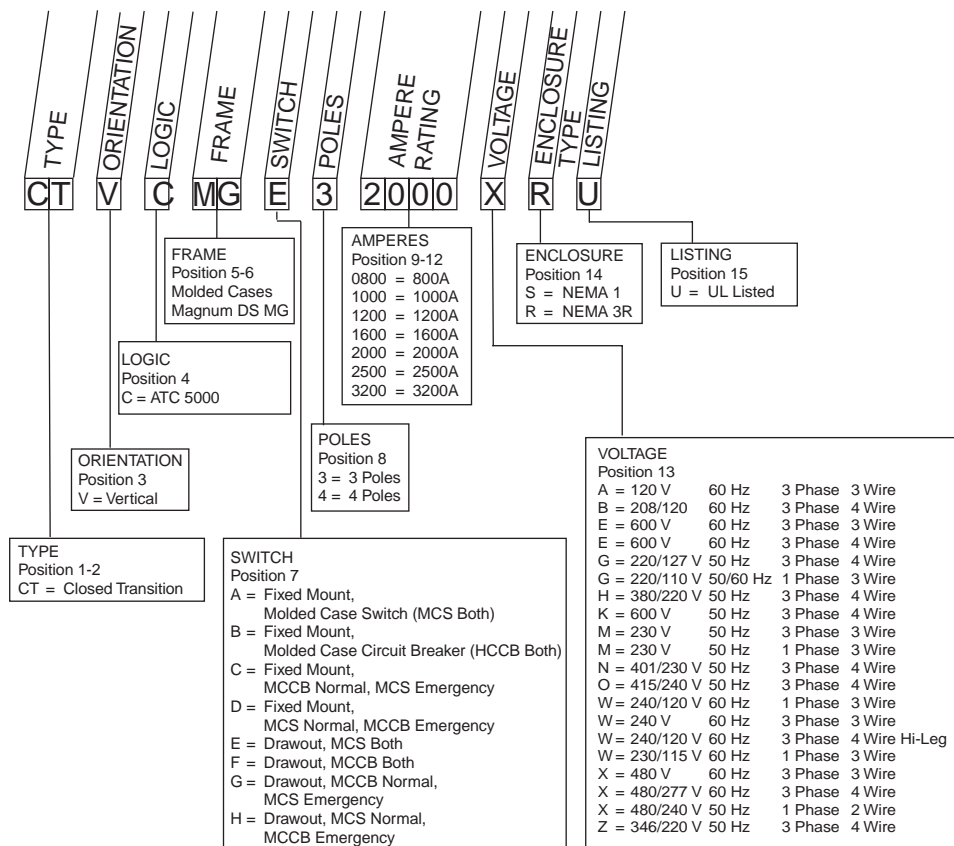 TYPE
ORIENTATION
LOGIC
FRAME
SWITCH
POLES
AMPERE
RATING
VOLTAGE
ENCLOSURE
TYPE
LISTING
CT V C MG E 3 2000 X R U
FRAME
Position 5-6
Molded Cases
Magnum DS MG
AMPERES
Position 9-12
0800 = 800A
1000 = 1000A
1200 = 1200A
1600 = 1600A
2000 = 2000A
2500 = 2500A
3200 = 3200A
ENCLOSURE
Position 14
S = NEMA 1
R = NEMA 3R
LISTING
Position 15
U = UL Listed
LOGIC
Position 4
C = ATC 5000
POLES
Position 8
3 = 3 Poles
4 = 4 Poles
ORIENTATION
Position 3
V = Vertical
TYPE
Position 1-2
CT = Closed Transition
SWITCH
Position 7
A = Fixed Mount,
Molded Case Switch (MCS Both)
B = Fixed Mount,
Molded Case Circuit Breaker (HCCB Both)
C = Fixed Mount,
MCCB Normal, MCS Emergency
D = Fixed Mount,
MCS Normal, MCCB Emergency
E = Drawout, MCS Both
F = Drawout, MCCB Both
G = Drawout, MCCB Normal,
MCS Emergency
H = Drawout, MCS Normal,
MCCB Emergency
VOLTAGE
Position 13
A = 120 V 60 Hz 3 Phase 3 Wire
B = 208/120 60 Hz 3 Phase 4 Wire
E = 600 V 60 Hz 3 Phase 3 Wire
E = 600 V 60 Hz 3 Phase 4 Wire
G = 220/127 V 50 Hz 3 Phase 4 Wire
G = 220/110 V 50/60 Hz 1 Phase 3 Wire
H = 380/220 V 50 Hz 3 Phase 4 Wire
K = 600 V 50 Hz 3 Phase 4 Wire
M = 230 V 50 Hz 3 Phase 3 Wire
M = 230 V 50 Hz 1 Phase 3 Wire
N = 401/230 V 50 Hz 3 Phase 4 Wire
O = 415/240 V 50 Hz 3 Phase 4 Wire
W = 240/120 V 60 Hz 1 Phase 3 Wire
W = 240 V 60 Hz 3 Phase 3 Wire
W = 240/120 V 60 Hz 3 Phase 4 Wire Hi-Leg
W = 230/115 V 60 Hz 1 Phase 3 Wire
X = 480 V 60 Hz 3 Phase 3 Wire
X = 480/277 V 60 Hz 3 Phase 4 Wire
X = 480/240 V 50 Hz 1 Phase 2 Wire
Z = 346/220 V 50 Hz 3 Phase 4 Wire